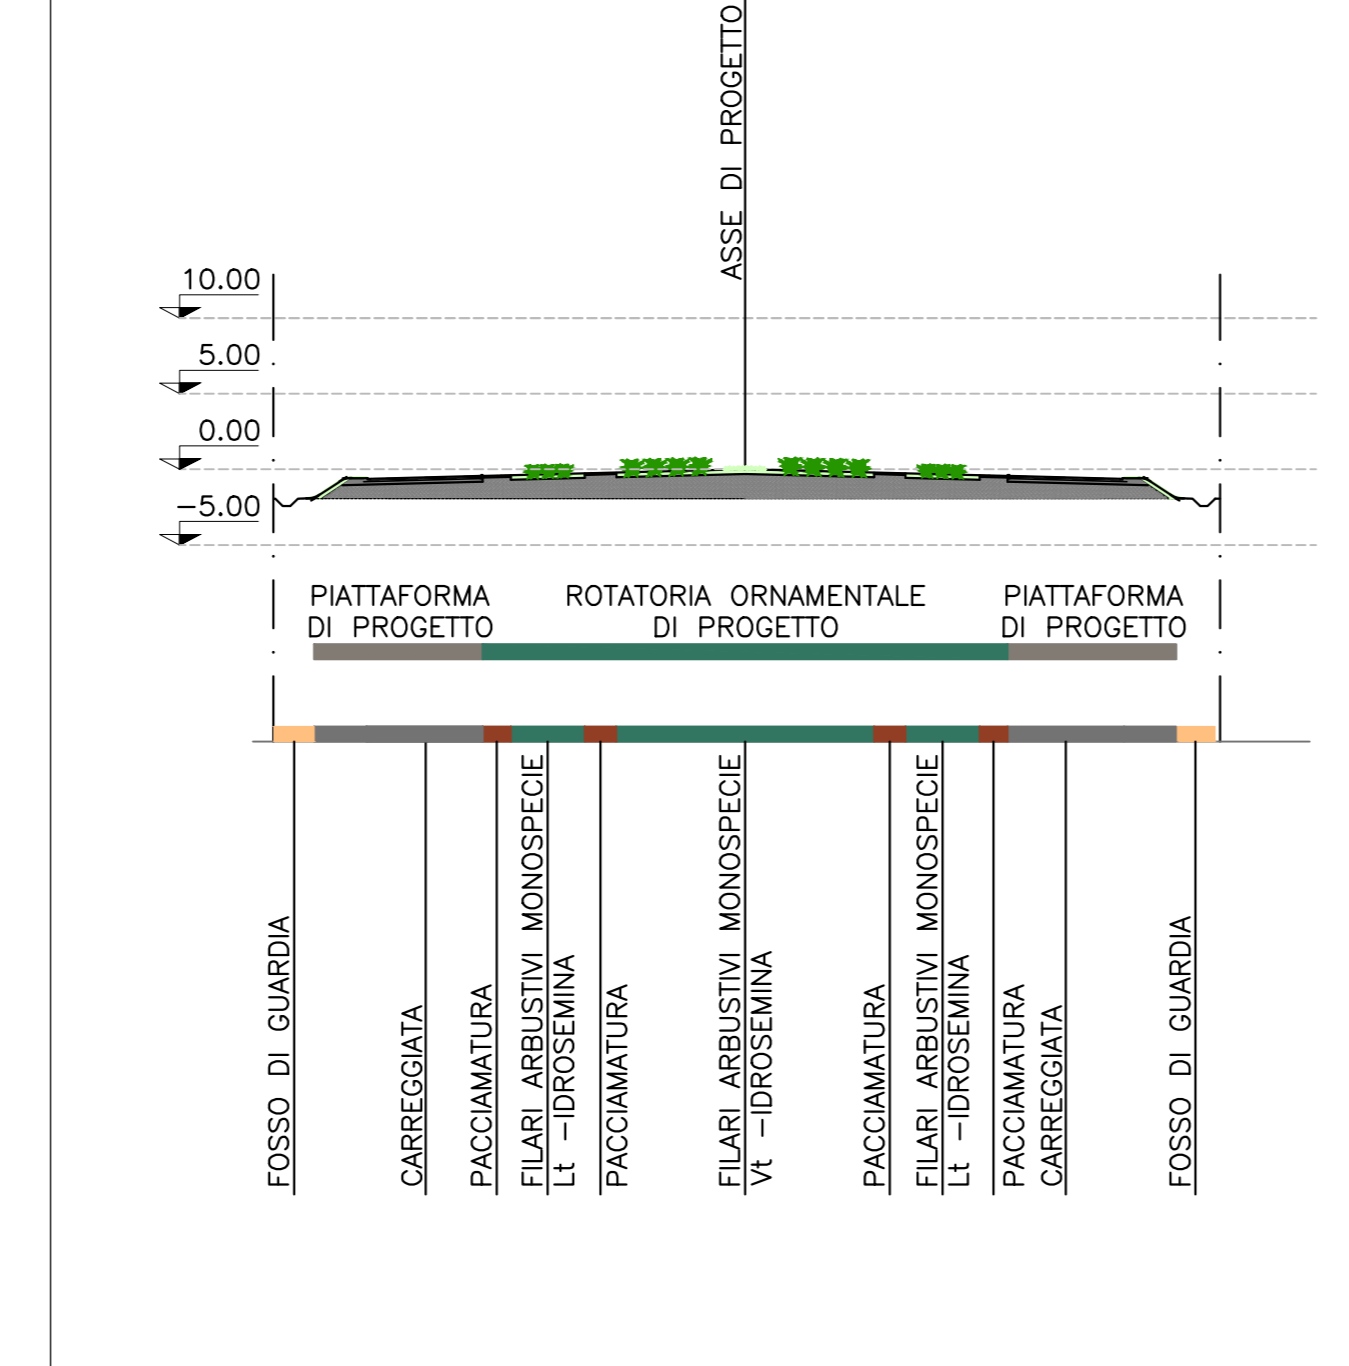 ASSE DI PROGETTO
10.00
5.00
0.00
-5.00
PIATTAFORMA
DI PROGETTO
ROTATORIA ORNAMENTALE
DI PROGETTO
PIATTAFORMA
DI PROGETTO
FOSSO DI GUARDIA
CARREGGIATA
PACCIAMATURA
FILARI ARBUSTIVI MONOSPECIE
Lt -IDROSEMINA
PACCIAMATURA
FILARI ARBUSTIVI MONOSPECIE
Vt -IDROSEMINA
PACCIAMATURA
FILARI ARBUSTIVI MONOSPECIE
Lt -IDROSEMINA
PACCIAMATURA
CARREGGIATA
FOSSO DI GUARDIA